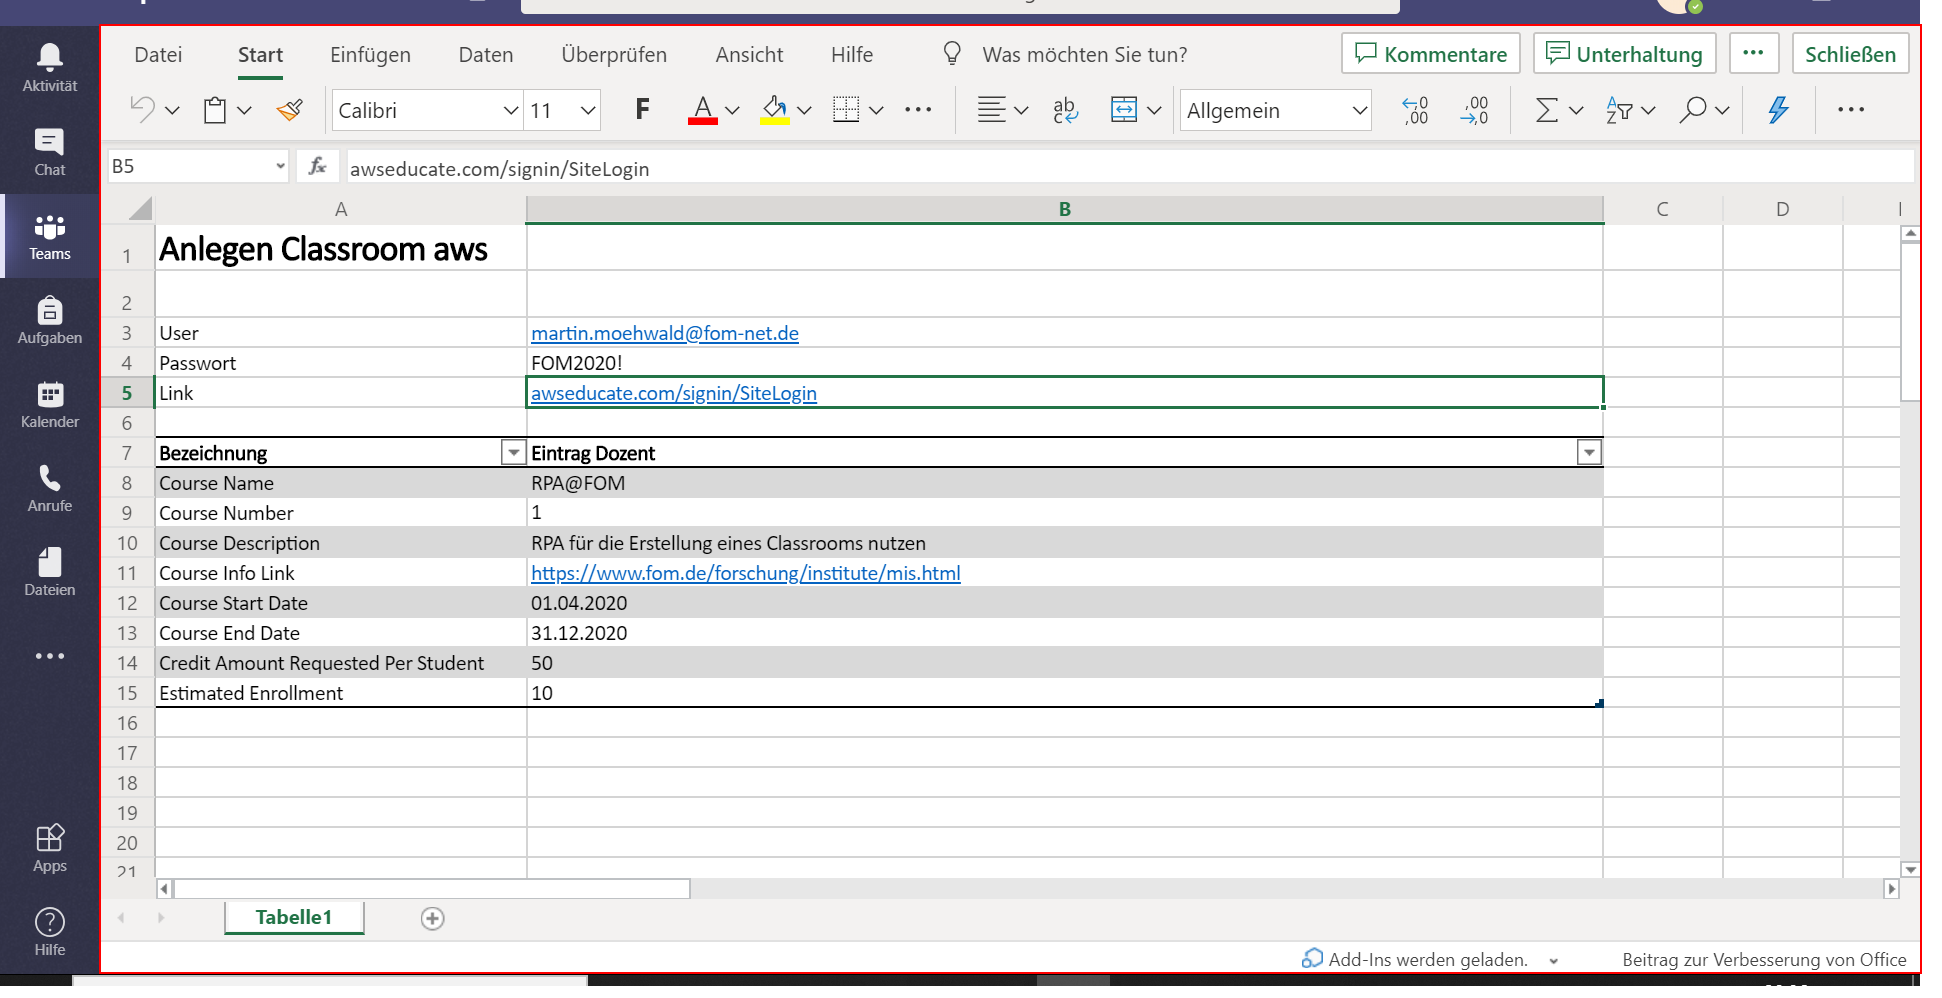 Datei Start Einfügen Daten Überprüfen Ansicht Hilfe Was möchten Sie tun? Kommentare Unterhaltung ... Schließen
Calibri 11 F A ab c Allgemein ←0 ,00 ,00 →,0 Σ A Z ...
B5 fx awseducate.com/signin/SiteLogin
A B C D
1 Anlegen Classroom aws
2
3 User martin.moehwald@fom-net.de
4 Passwort FOM2020!
5 Link awseducate.com/signin/SiteLogin
6
7 Bezeichnung Eintrag Dozent
8 Course Name RPA@FOM
9 Course Number 1
10 Course Description RPA für die Erstellung eines Classrooms nutzen
11 Course Info Link https://www.fom.de/forschung/institute/mis.html
12 Course Start Date 01.04.2020
13 Course End Date 31.12.2020
14 Credit Amount Requested Per Student 50
15 Estimated Enrollment 10
16
17
18
19
20
21
Tabelle1
Add-Ins werden geladen. Beitrag zur Verbesserung von Office
Aktivität
Chat
Teams
Aufgaben
Kalender
Anrufe
Dateien
...
Apps
Hilfe